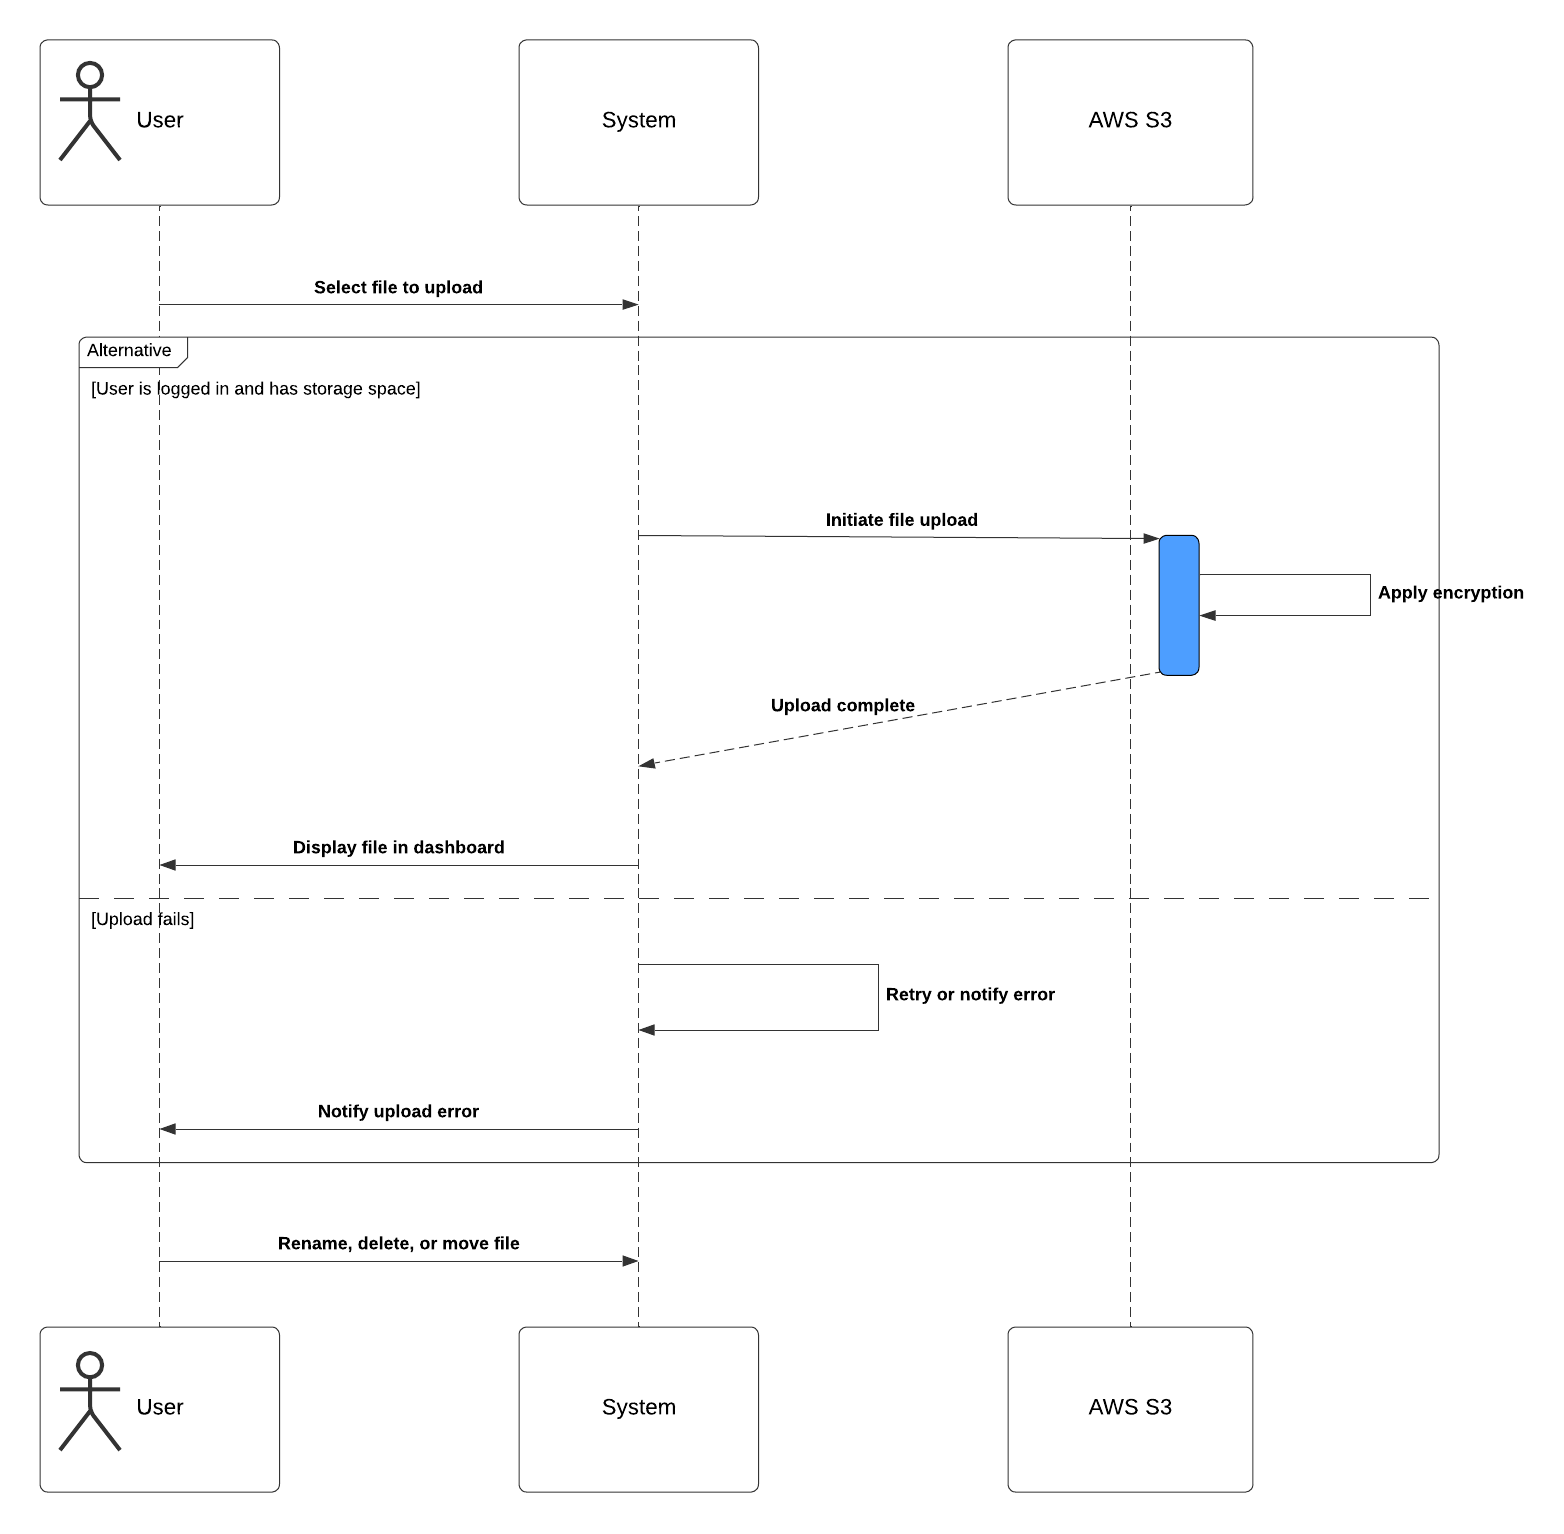 User
System
AWS S3
Select file to upload
Alternative
[User is logged in and has storage space]
Initiate file upload
Apply encryption
Upload complete
Display file in dashboard
[Upload fails]
Retry or notify error
Notify upload error
Rename, delete, or move file
User
System
AWS S3